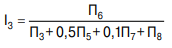 I₃ = П₆ / (П₃ + 0,5П₅ + 0,1П₇ + П₈)